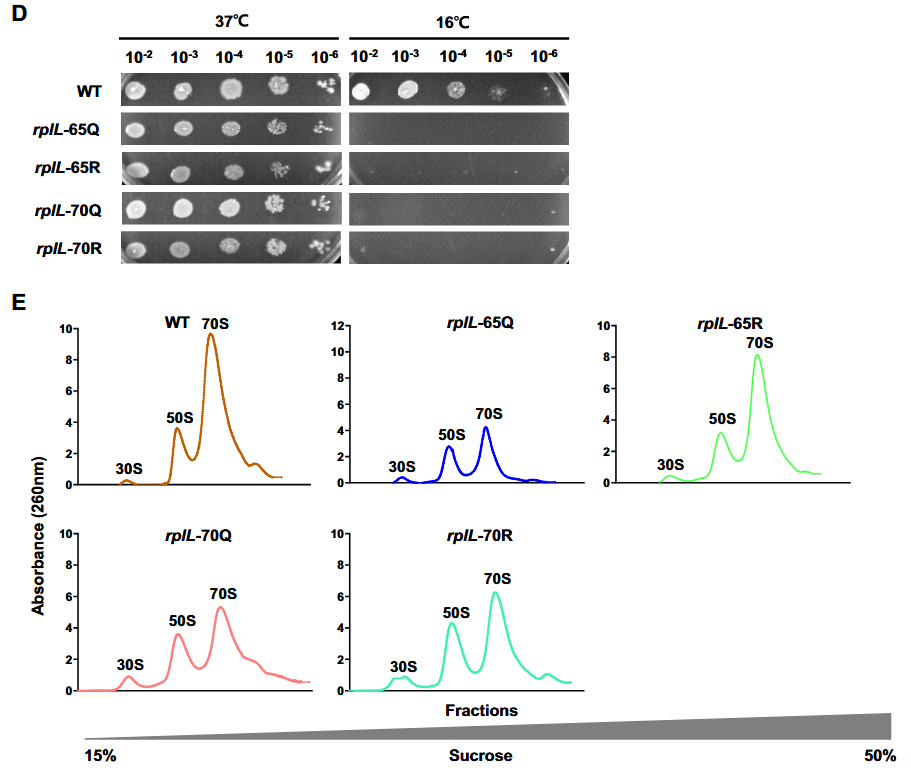 D
37℃ 16℃
10-2 10-3 10-4 10-5 10-6 10-2 10-3 10-4 10-5 10-6
WT
rplL-65Q
rplL-65R
rplL-70Q
rplL-70R
E
WT rplL-65Q rplL-65R
10 8 6 4 2 0 30S 50S 70S
12 10 8 6 4 2 0 30S 50S 70S
10 8 6 4 2 0 30S 50S 70S
rplL-70Q rplL-70R
10 8 6 4 2 0 30S 50S 70S
10 8 6 4 2 0 30S 50S 70S
Absorbance (260nm)
Fractions
15% Sucrose 50%